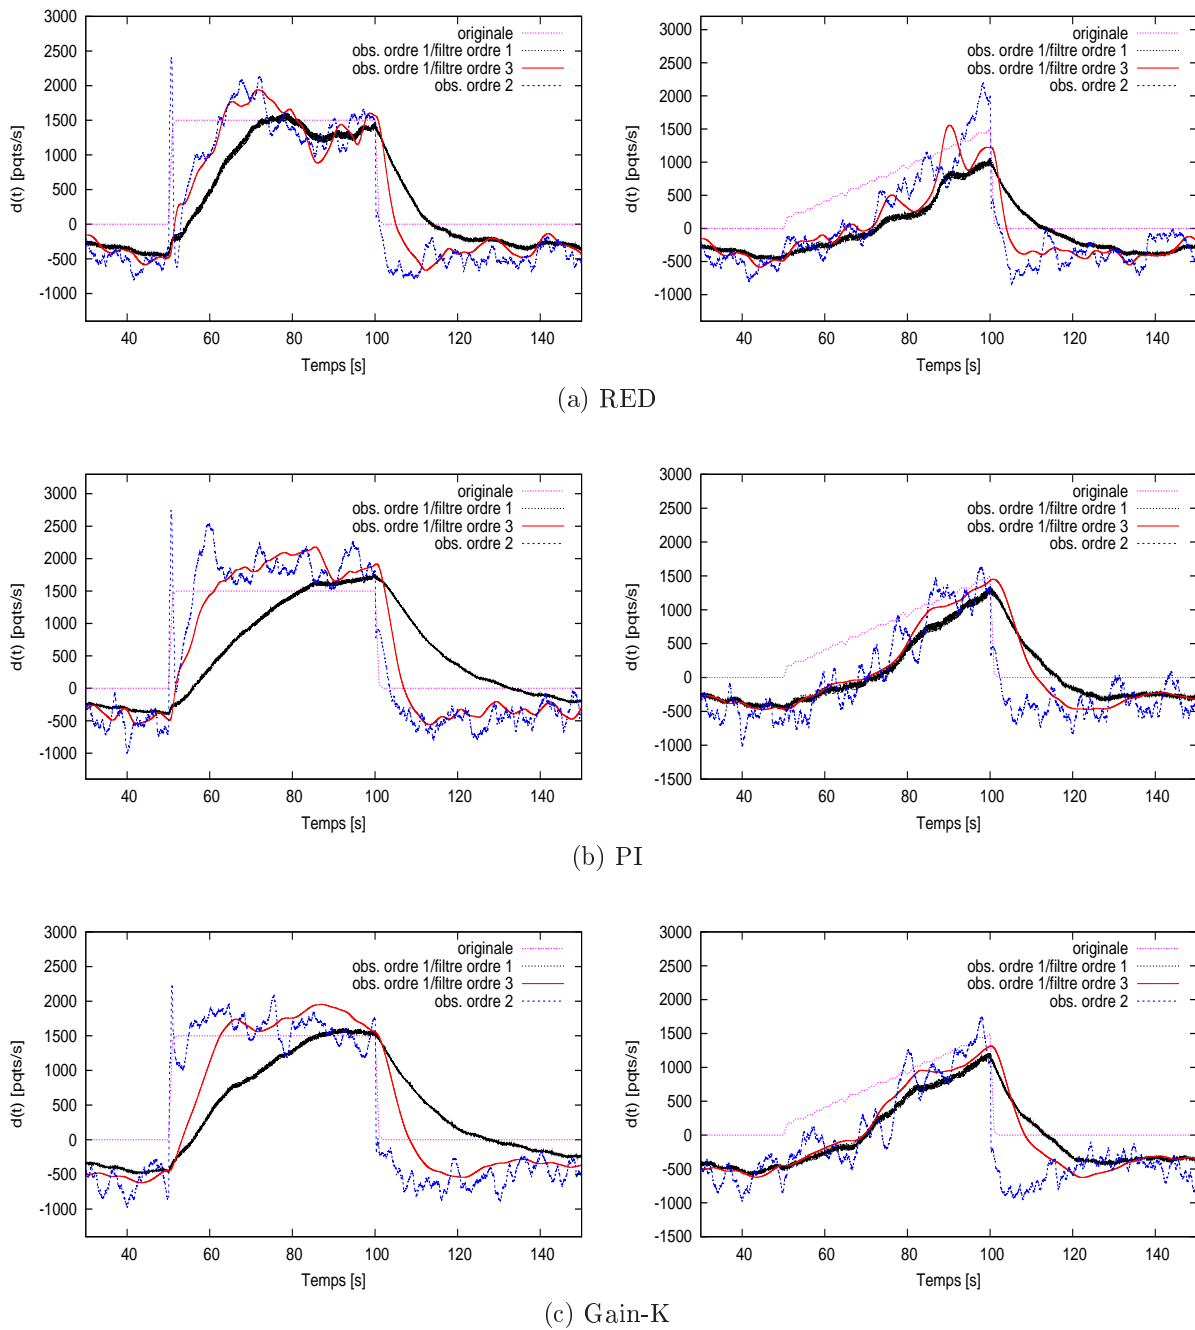 3000
2500
2000
1500
1000
500
0
-500
-1000
d(t) [pqts/s]
originale
obs. ordre 1/filtre ordre 1
obs. ordre 1/filtre ordre 3
obs. ordre 2
40 60 80 100 120 140
Temps [s]
3000
2500
2000
1500
1000
500
0
-500
-1000
d(t) [pqts/s]
originale
obs. ordre 1/filtre ordre 1
obs. ordre 1/filtre ordre 3
obs. ordre 2
40 60 80 100 120 140
Temps [s]
(a) RED
3000
2500
2000
1500
1000
500
0
-500
-1000
d(t) [pqts/s]
originale
obs. ordre 1/filtre ordre 1
obs. ordre 1/filtre ordre 3
obs. ordre 2
40 60 80 100 120 140
Temps [s]
3000
2500
2000
1500
1000
500
0
-500
-1000
-1500
d(t) [pqts/s]
originale
obs. ordre 1/filtre ordre 1
obs. ordre 1/filtre ordre 3
obs. ordre 2
40 60 80 100 120 140
Temps [s]
(b) PI
3000
2500
2000
1500
1000
500
0
-500
-1000
d(t) [pqts/s]
originale
obs. ordre 1/filtre ordre 1
obs. ordre 1/filtre ordre 3
obs. ordre 2
40 60 80 100 120 140
Temps [s]
3000
2500
2000
1500
1000
500
0
-500
-1000
-1500
d(t) [pqts/s]
originale
obs. ordre 1/filtre ordre 1
obs. ordre 1/filtre ordre 3
obs. ordre 2
40 60 80 100 120 140
Temps [s]
(c) Gain-K